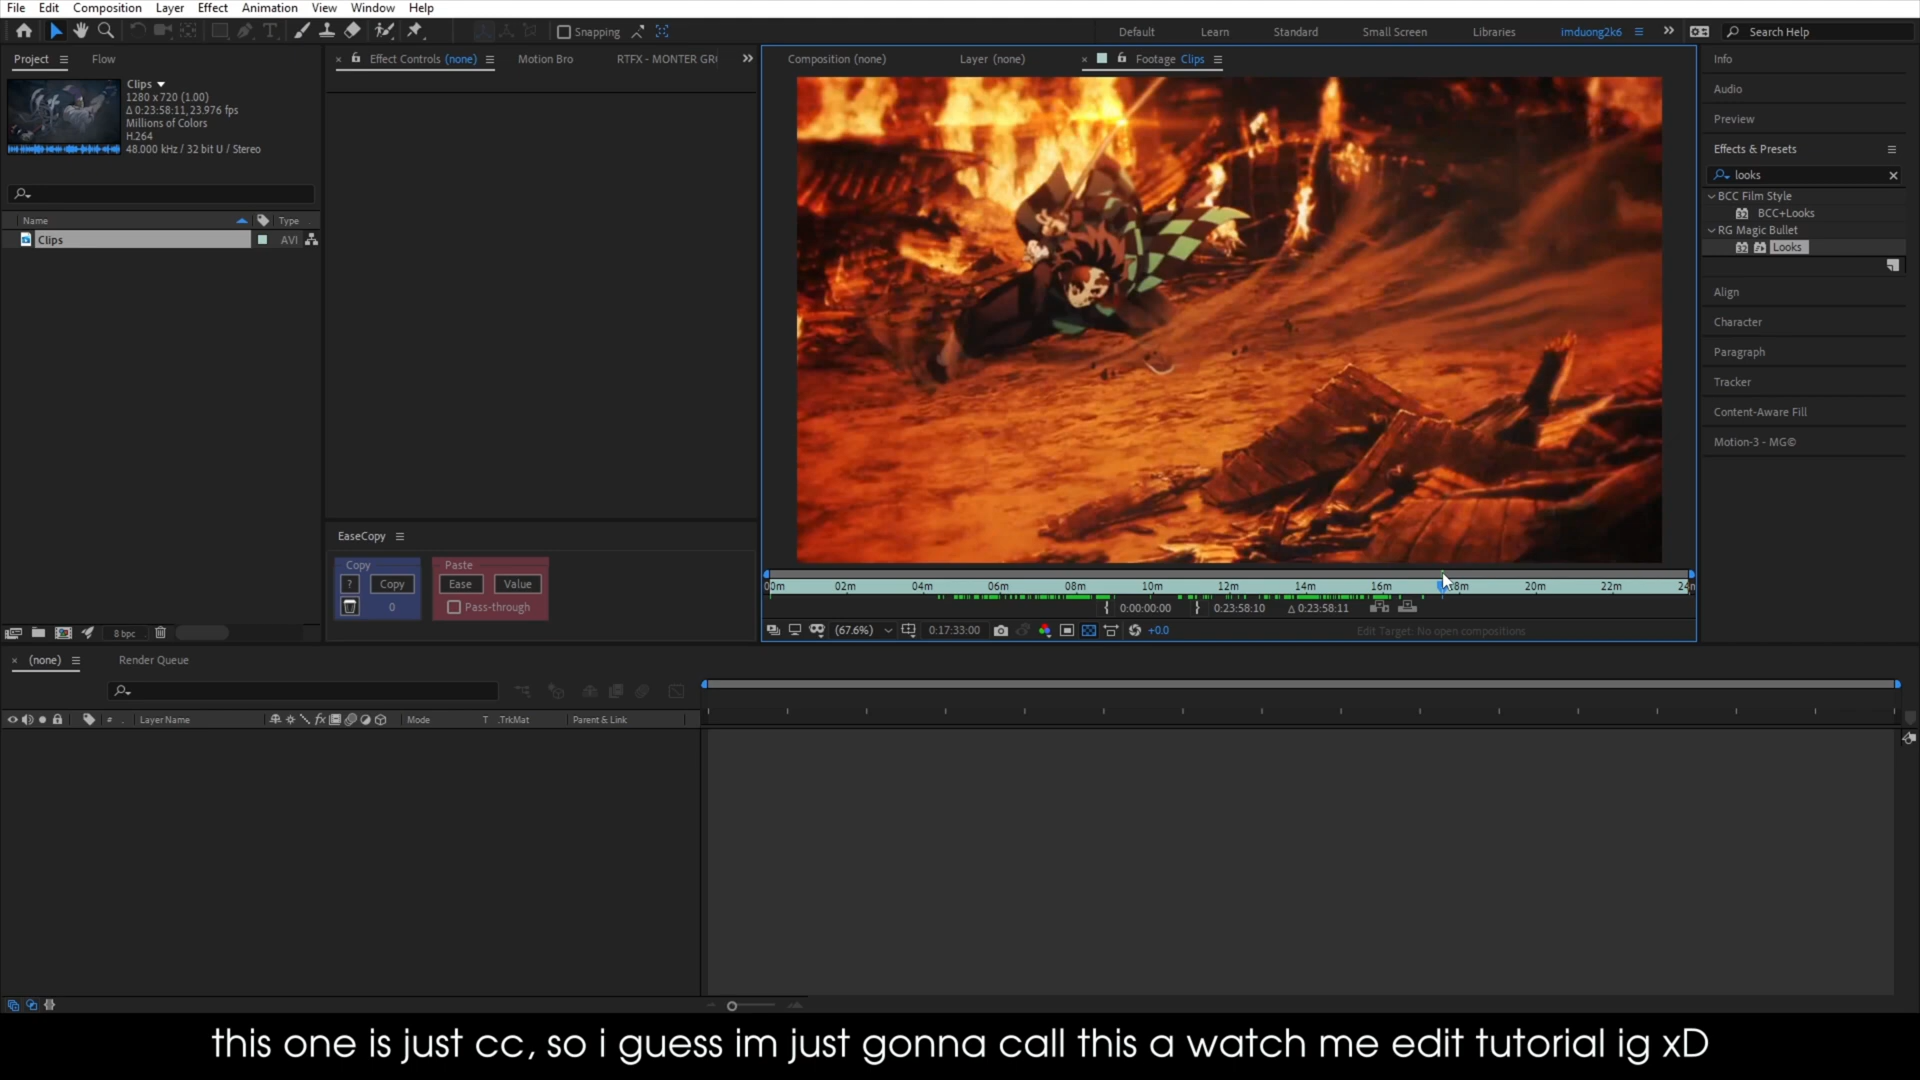 File Edit Composition Layer Effect Animation View Window Help
Snapping Default Learn Standard Small Screen Libraries imduong2k6 Search Help
Project Flow
Clips
1280 x 720 (1.00)
Δ 0:23:58:11, 23.976 fps
Millions of Colors
H.264
48.000 kHz / 32 bit U / Stereo
Name Type
Clips AVI
8 bpc
Effect Controls (none) Motion Bro RTFX - MONTER GR
EaseCopy
Copy Paste
? Copy Ease Value
0 Pass-through
Composition (none) Layer (none) Footage Clips
00m 02m 04m 06m 08m 10m 12m 14m 16m 18m 20m 22m 24
0:00:00:00 0:23:58:10 Δ 0:23:58:11
(67.6%) 0:17:33:00 +0.0 Edit Target: No open compositions
Info
Audio
Preview
Effects & Presets
looks
BCC Film Style
32 BCC+Looks
RG Magic Bullet
32 Looks
Align
Character
Paragraph
Tracker
Content-Aware Fill
Motion-3 - MG©
(none) Render Queue
# . Layer Name fx Mode T .TrkMat Parent & Link
this one is just cc, so i guess im just gonna call this a watch me edit tutorial ig xD